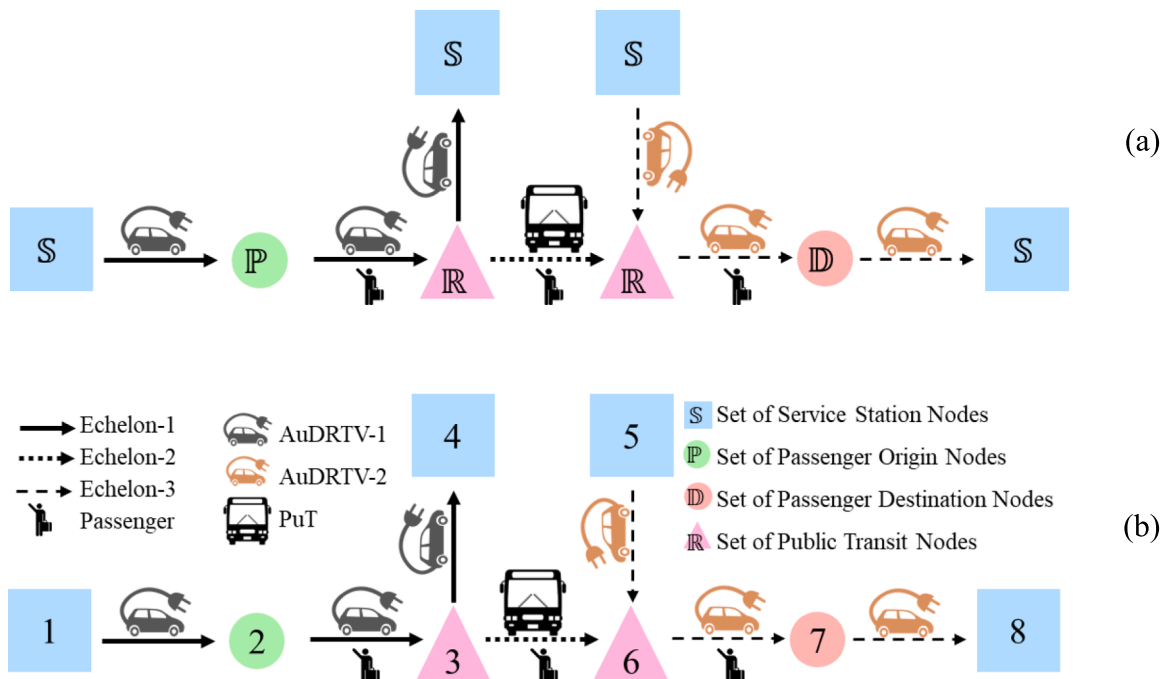 𝕊 𝕊
(a)
𝕊 ℙ ℝ ℝ 𝔻 𝕊
Echelon-1
Echelon-2
Echelon-3
Passenger
AuDRTV-1
AuDRTV-2
PuT
4 5
𝕊 Set of Service Station Nodes
ℙ Set of Passenger Origin Nodes
𝔻 Set of Passenger Destination Nodes
ℝ Set of Public Transit Nodes
(b)
1 2 3 6 7 8